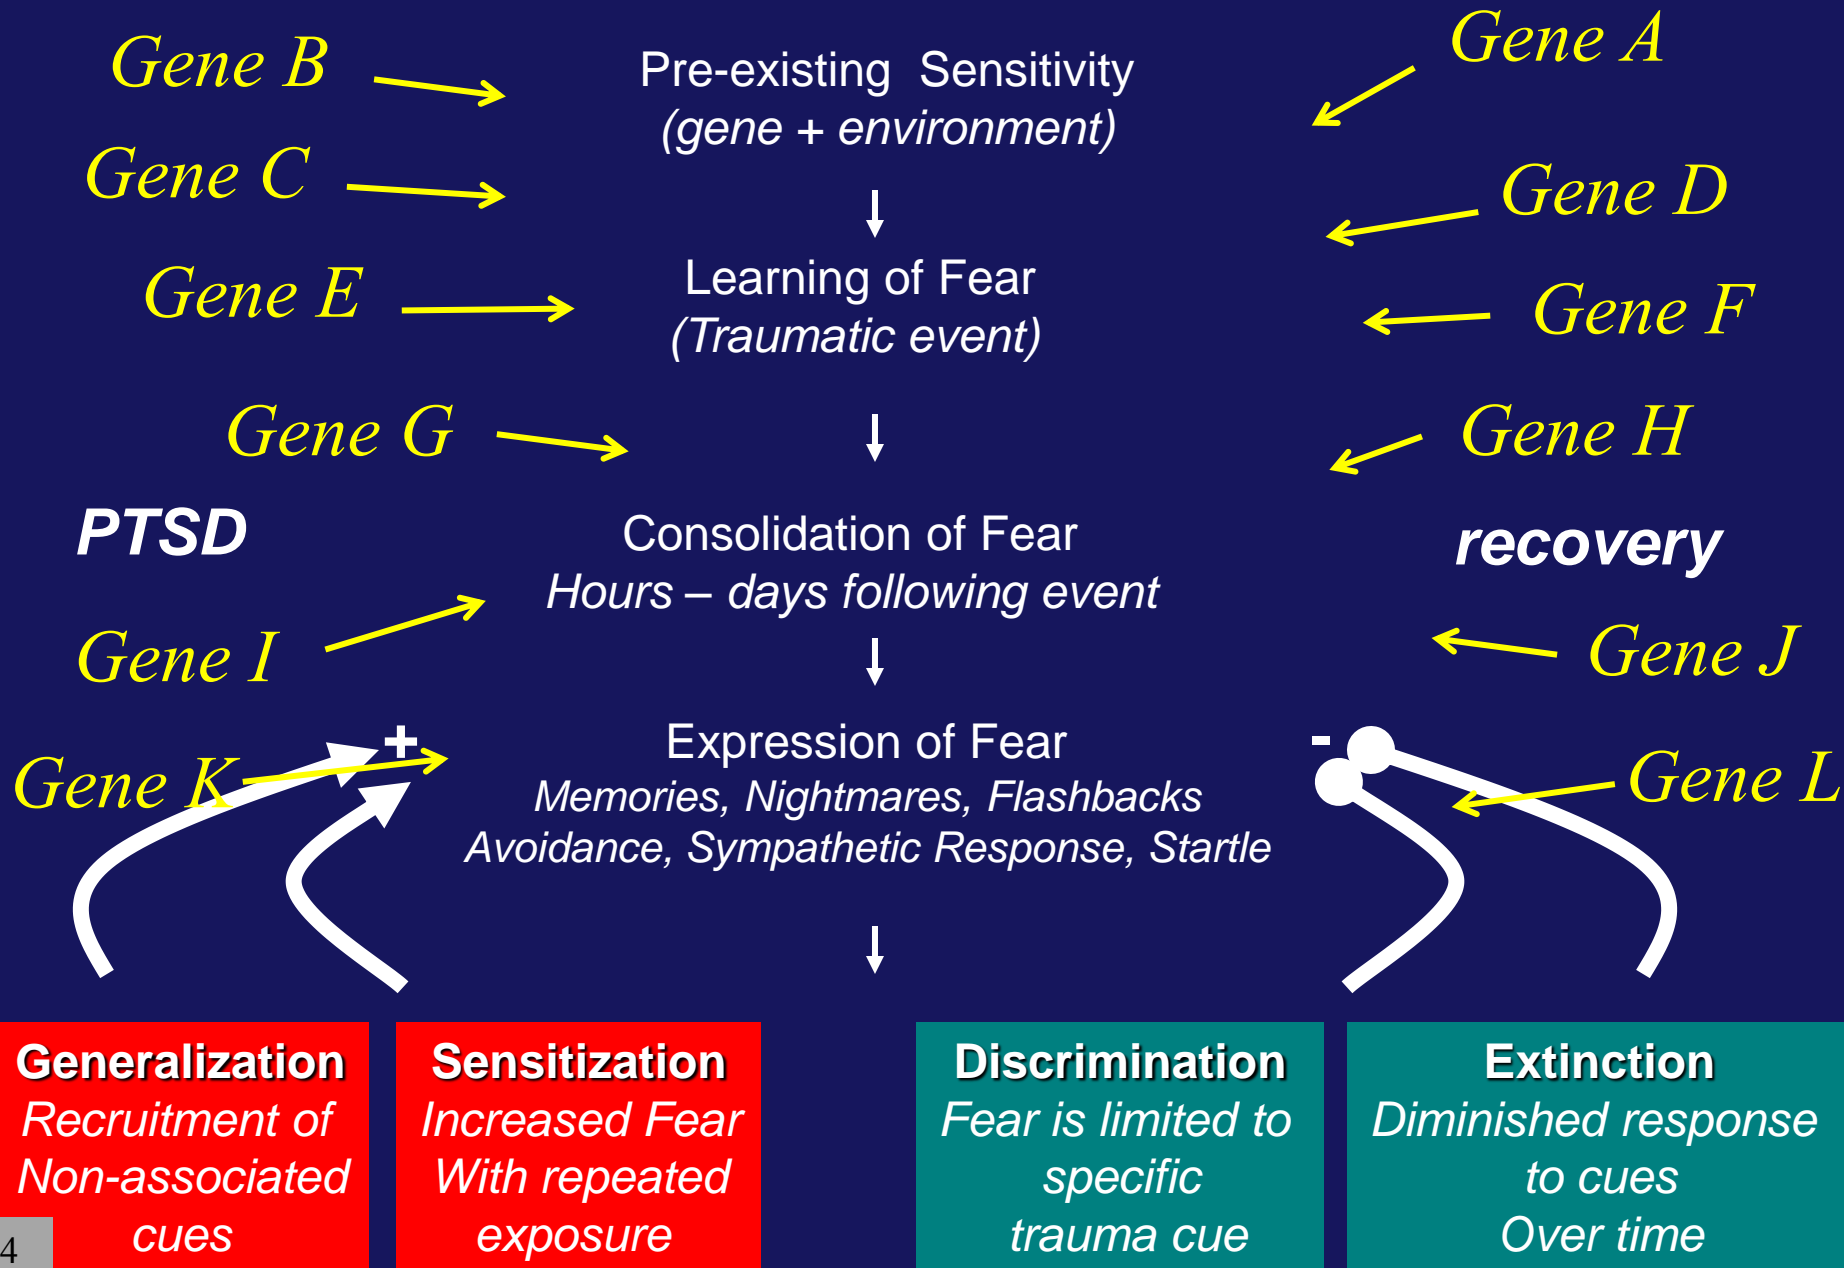 Gene B
Pre-existing Sensitivity
(gene + environment)
Gene A
Gene C
Gene D
Gene E
Learning of Fear
(Traumatic event)
Gene F
Gene G
Gene H
PTSD
Consolidation of Fear
Hours – days following event
recovery
Gene I
Gene J
+
Expression of Fear
Memories, Nightmares, Flashbacks
Avoidance, Sympathetic Response, Startle
-
Gene K
Gene L
Generalization
Recruitment of
Non-associated
cues
Sensitization
Increased Fear
With repeated
exposure
Discrimination
Fear is limited to
specific
trauma cue
Extinction
Diminished response
to cues
Over time
4